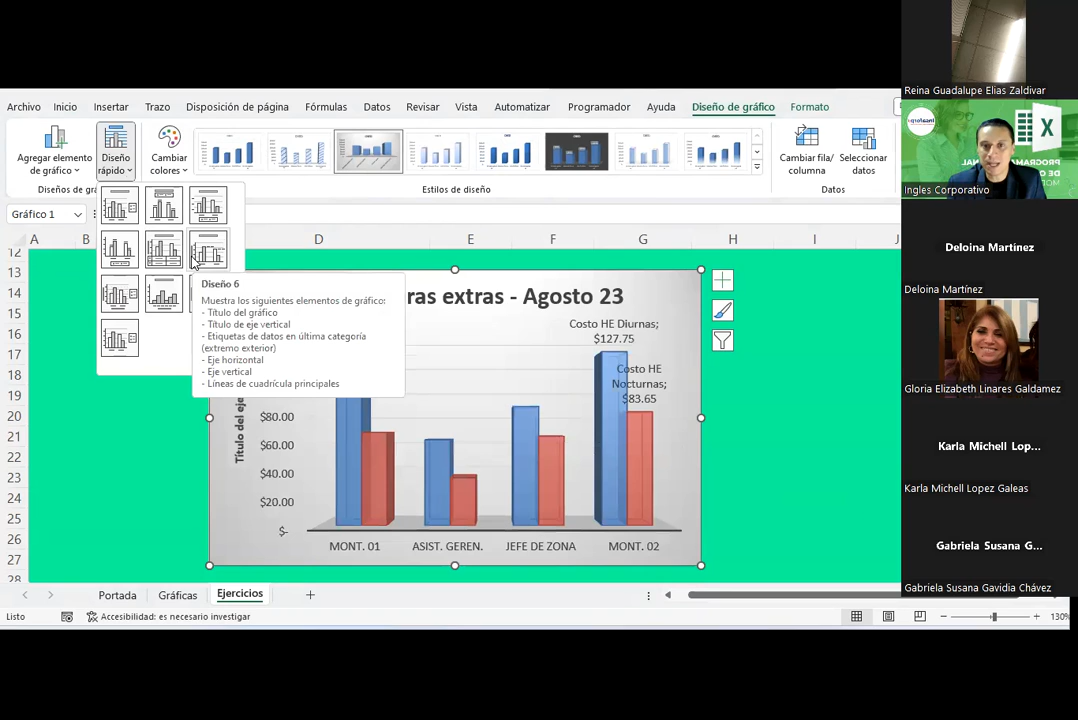 Archivo Inicio Insertar Trazo Disposición de página Fórmulas Datos Revisar Vista Automatizar Programador Ayuda Diseño de gráfico Formato
Agregar elemento
de gráfico
Diseño
rápido
Cambiar
colores
Cambiar fila/
columna
Seleccionar
datos
Estilos de diseño
Datos
Diseños de grá
Gráfico 1
A B D E F G H I J
12
13
14
15
16
17
18
19
20
21
22
23
24
25
26
27
28
Diseño 6
Muestra los siguientes elementos de gráfico:
- Título del gráfico
- Título de eje vertical
- Etiquetas de datos en última categoría
(extremo exterior)
- Eje horizontal
- Eje vertical
- Líneas de cuadrícula principales
ras extras - Agosto 23
Costo HE Diurnas;
$127.75
Costo HE
Nocturnas;
$83.65
Título del eje
$80.00
$60.00
$40.00
$20.00
$-
MONT. 01 ASIST. GEREN. JEFE DE ZONA MONT. 02
Portada Gráficas Ejercicios
Listo Accesibilidad: es necesario investigar 130%
Reina Guadalupe Elias Zaldivar
Ingles Corporativo
Deloina Martínez
Deloina Martínez
Gloria Elizabeth Linares Galdamez
Karla Michell Lop...
Karla Michell Lopez Galeas
Gabriela Susana G...
Gabriela Susana Gavidia Chávez